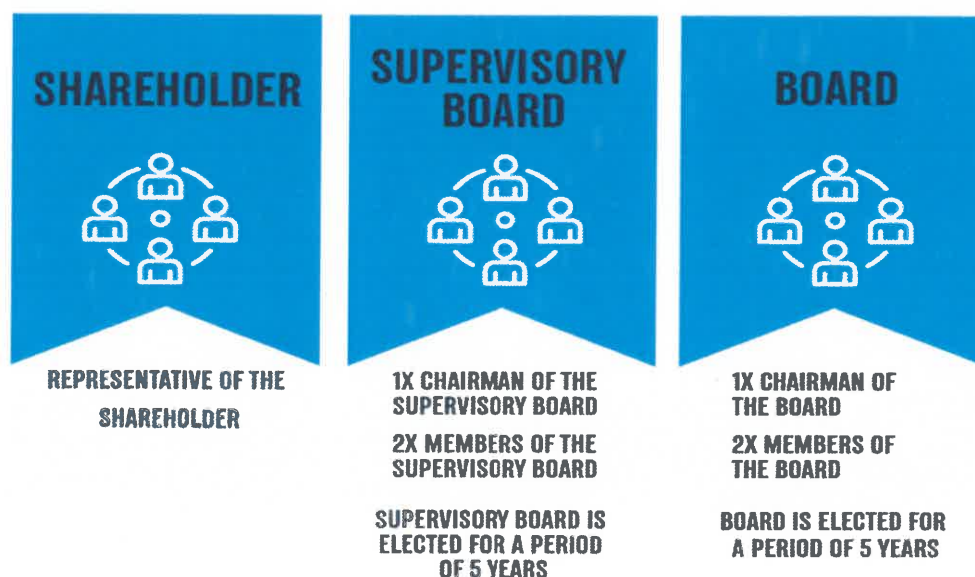 SHAREHOLDER
REPRESENTATIVE OF THE
SHAREHOLDER
SUPERVISORY
BOARD
1X CHAIRMAN OF THE
SUPERVISORY BOARD
2X MEMBERS OF THE
SUPERVISORY BOARD
SUPERVISORY BOARD IS
ELECTED FOR A PERIOD
OF 5 YEARS
BOARD
1X CHAIRMAN OF
THE BOARD
2X MEMBERS OF
THE BOARD
BOARD IS ELECTED FOR
A PERIOD OF 5 YEARS